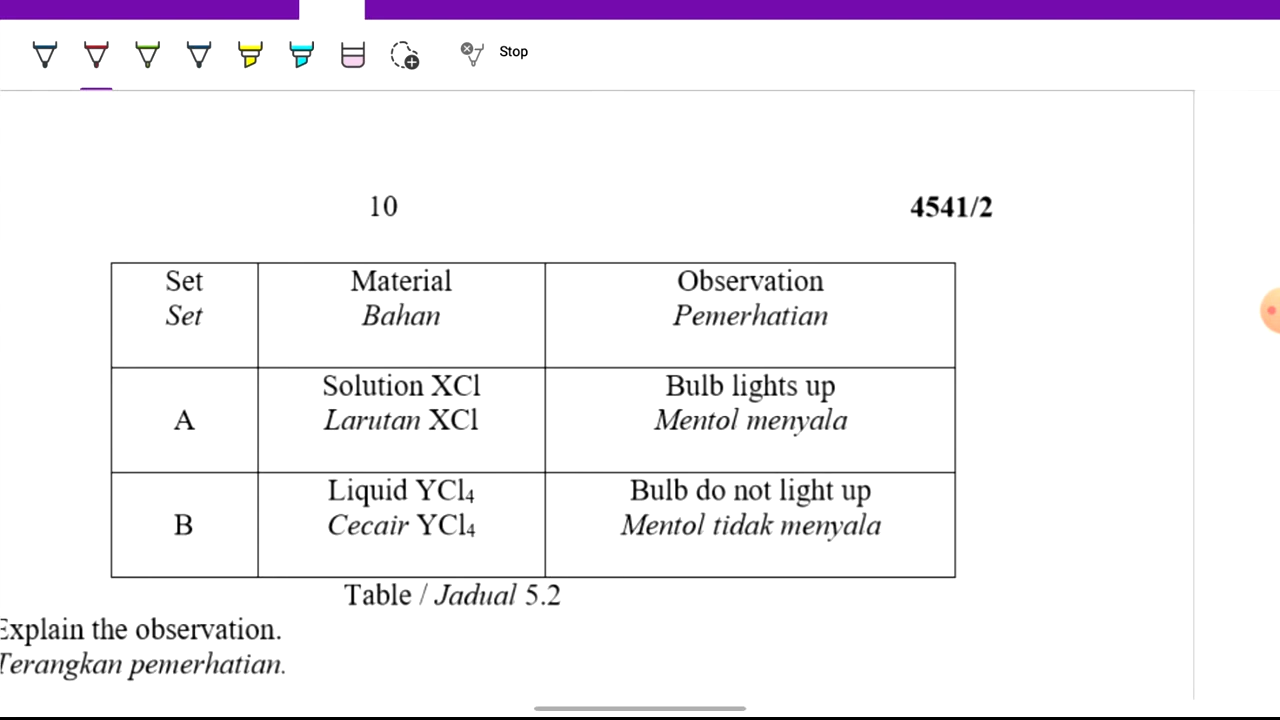 Stop
10 4541/2
Set Material Observation
Set Bahan Pemerhatian
Solution XCl Bulb lights up
A Larutan XCl Mentol menyala
Liquid YCl₄ Bulb do not light up
B Cecair YCl₄ Mentol tidak menyala
Table / Jadual 5.2
Explain the observation.
Terangkan pemerhatian.